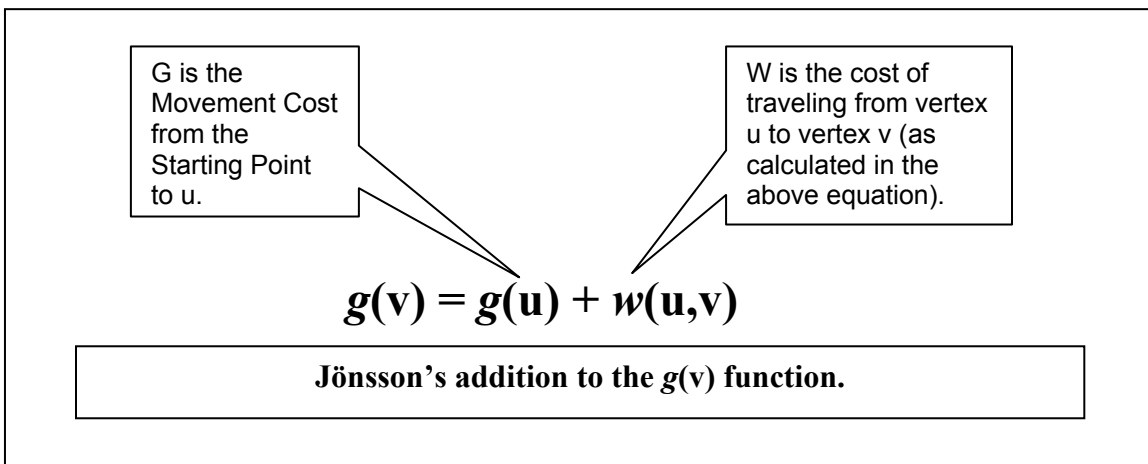 G is the
Movement Cost
from the
Starting Point
to u.
W is the cost of
traveling from vertex
u to vertex v (as
calculated in the
above equation).
g(v) = g(u) + w(u,v)
Jönsson's addition to the g(v) function.